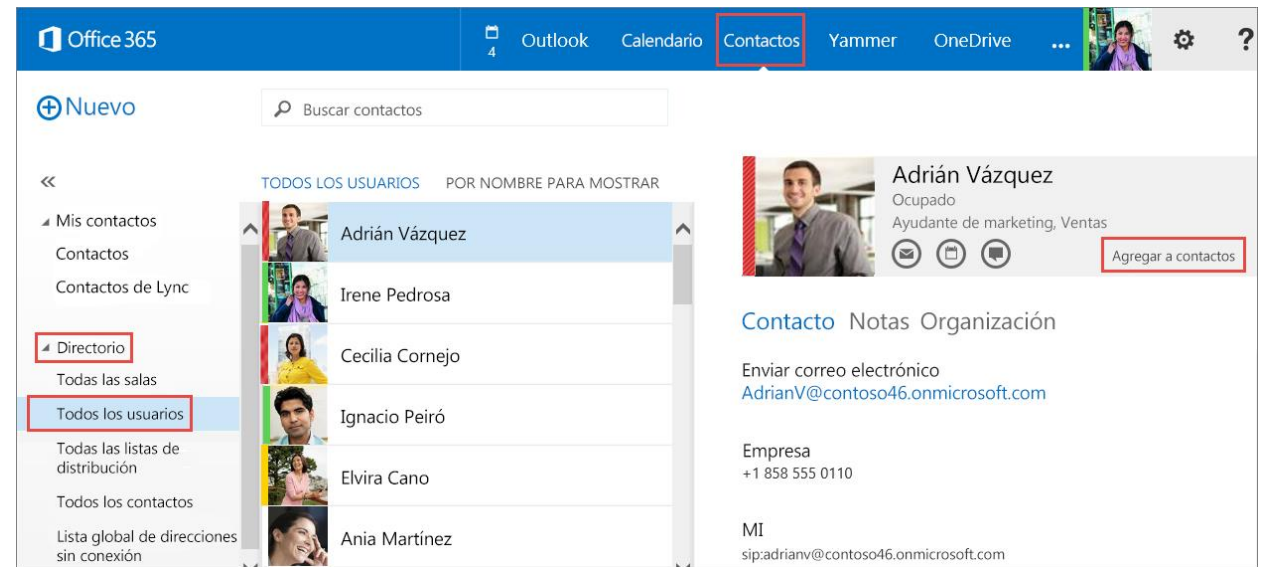 Office 365
4
Outlook
Calendario
Contactos
Yammer
OneDrive
...
?
Nuevo
Buscar contactos
«
Mis contactos
Contactos
Contactos de Lync
Directorio
Todas las salas
Todos los usuarios
Todas las listas de
distribución
Todos los contactos
Lista global de direcciones
sin conexión
TODOS LOS USUARIOS
POR NOMBRE PARA MOSTRAR
Adrián Vázquez
Irene Pedrosa
Cecilia Cornejo
Ignacio Peiró
Elvira Cano
Ania Martínez
Adrián Vázquez
Ocupado
Ayudante de marketing, Ventas
Agregar a contactos
Contacto Notas Organización
Enviar correo electrónico
AdrianV@contoso46.onmicrosoft.com
Empresa
+1 858 555 0110
MI
sip:adrianv@contoso46.onmicrosoft.com